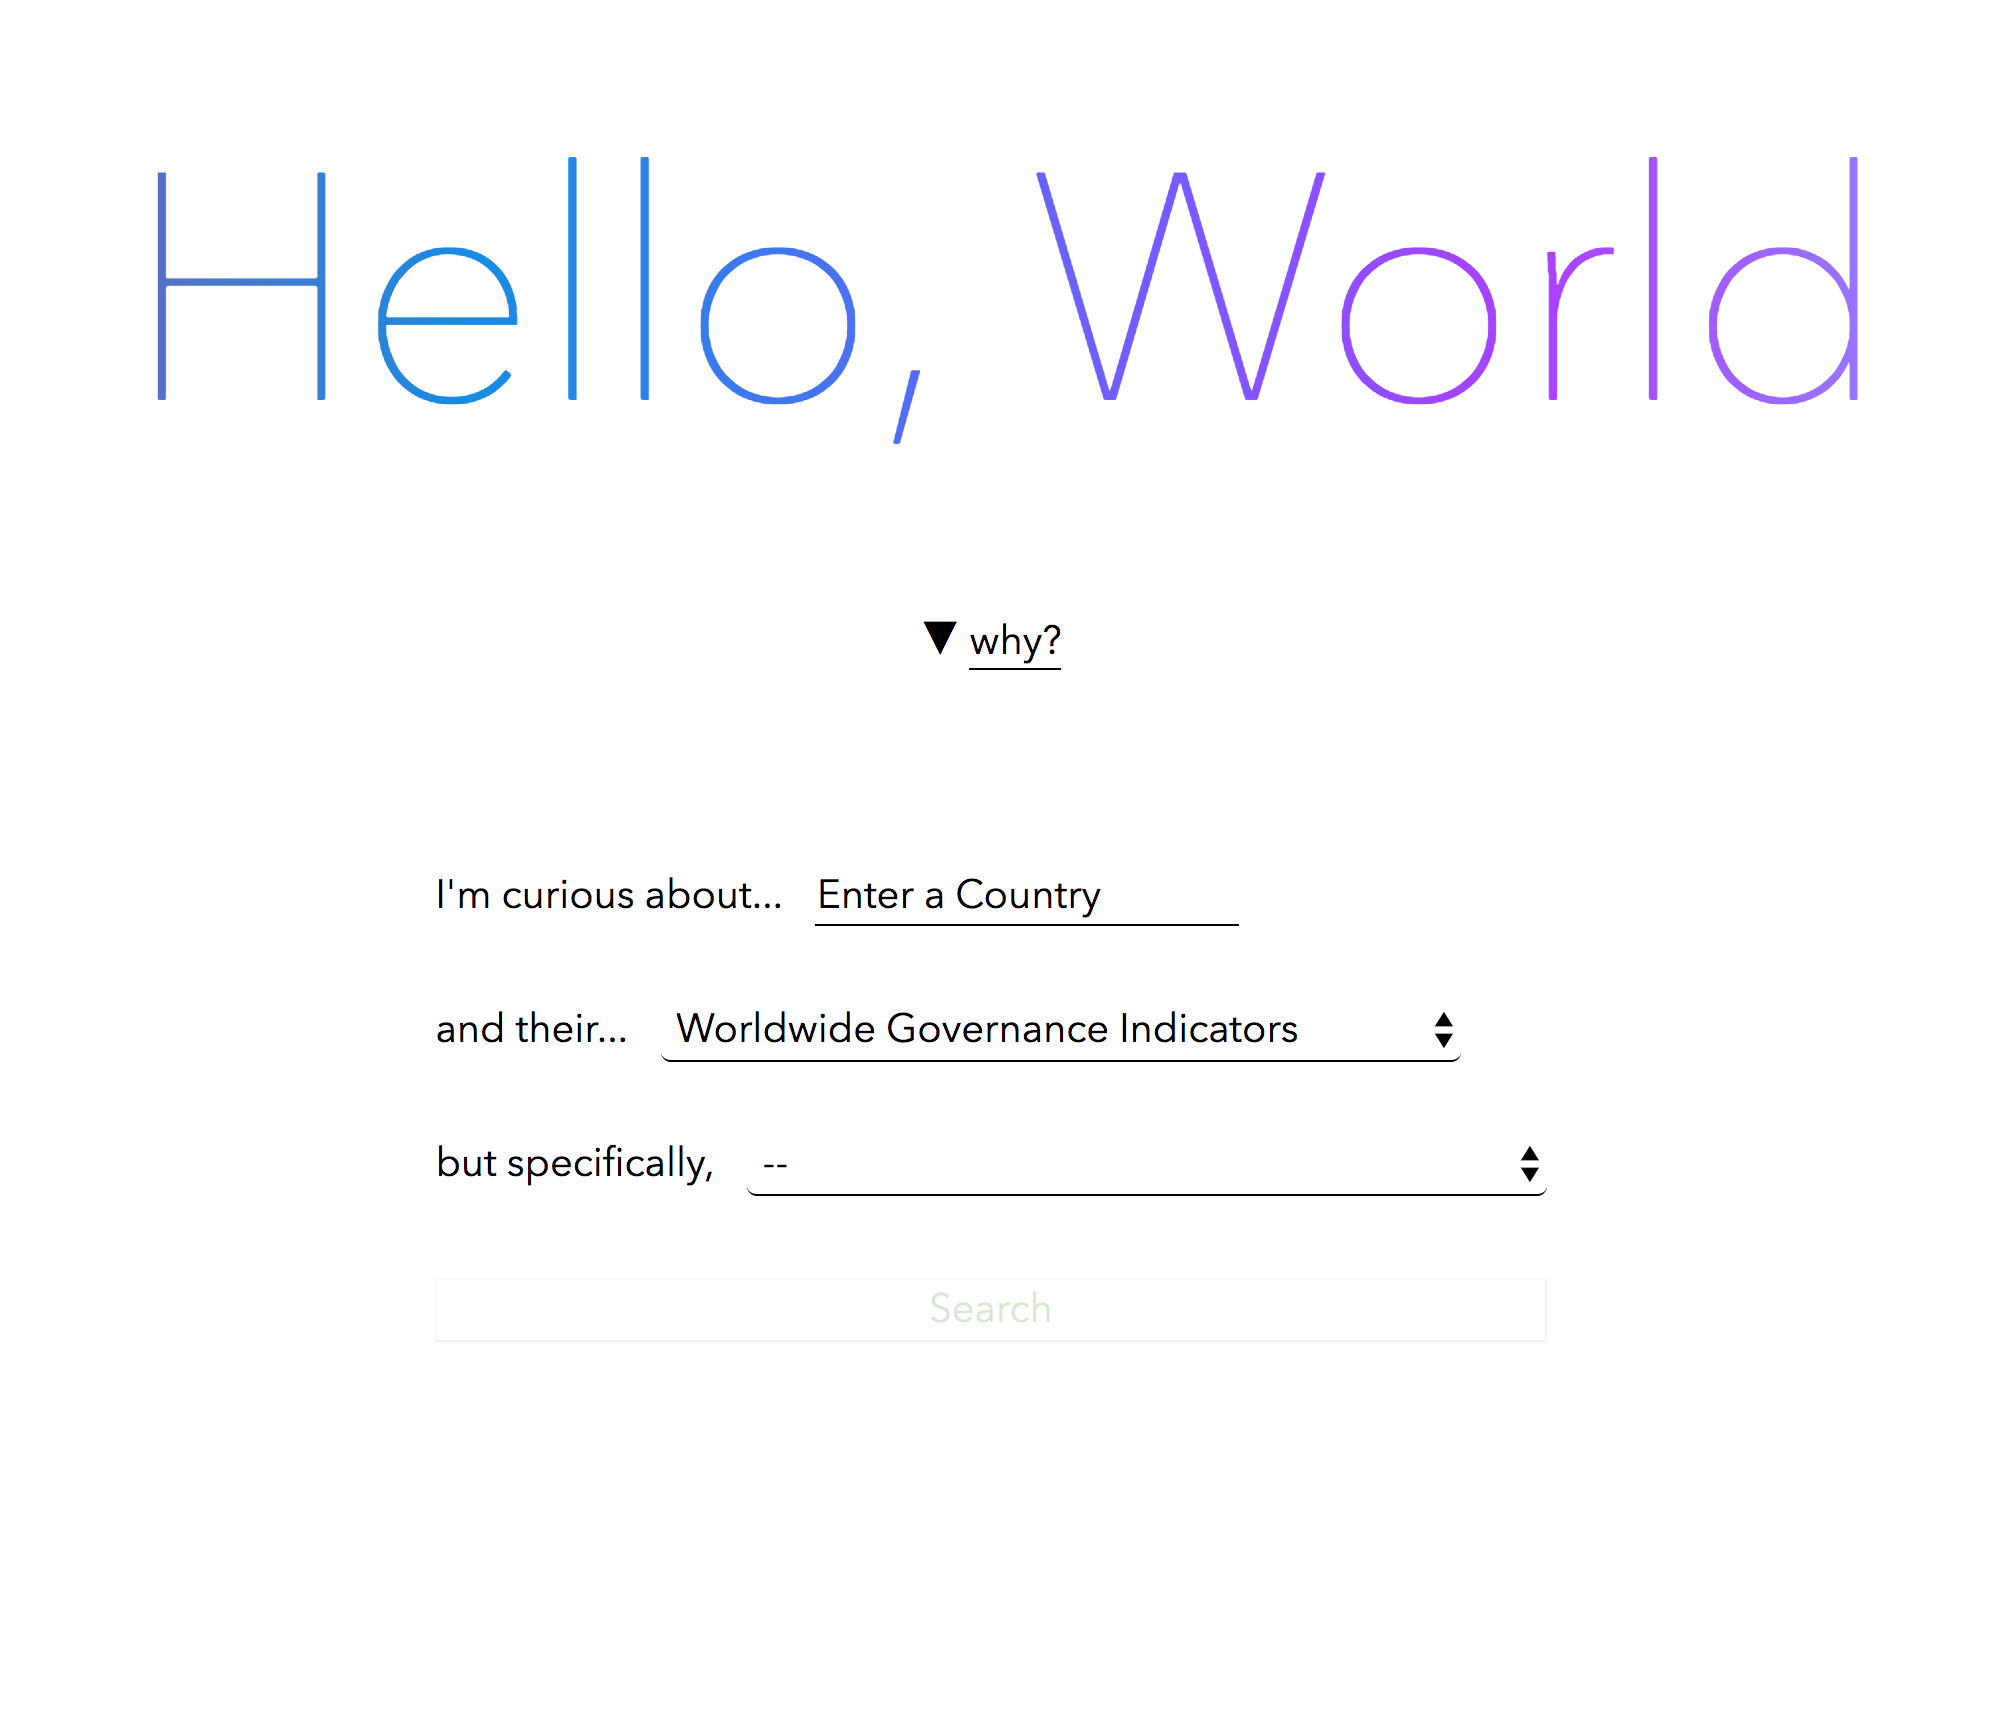 Hello, World
▼ why?
I'm curious about... Enter a Country
and their... Worldwide Governance Indicators
but specifically, --
Search